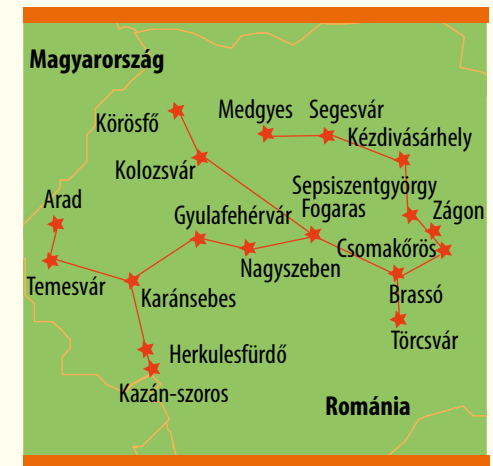 Magyarország
Medgyes Segesvár
Körösfő
Kézdivásárhely
Kolozsvár
Sepsiszentgyörgy
Arad
Zágon
Gyulafehérvár Fogaras
Csomakőrös
Nagyszeben
Temesvár
Karánsebes
Brassó
Törcsvár
Herkulesfürdő
Kazán-szoros
Románia